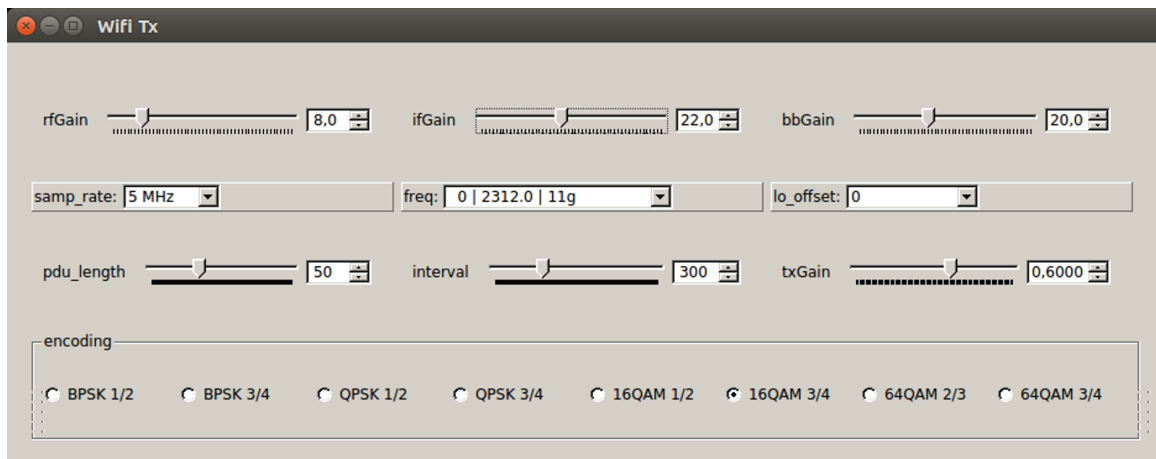 Wifi Tx
rfGain 8,0 ifGain 22,0 bbGain 20,0
samp_rate: 5 MHz freq: 0 | 2312.0 | 11g lo_offset: 0
pdu_length 50 interval 300 txGain 0,6000
encoding
BPSK 1/2 BPSK 3/4 QPSK 1/2 QPSK 3/4 16QAM 1/2 16QAM 3/4 64QAM 2/3 64QAM 3/4